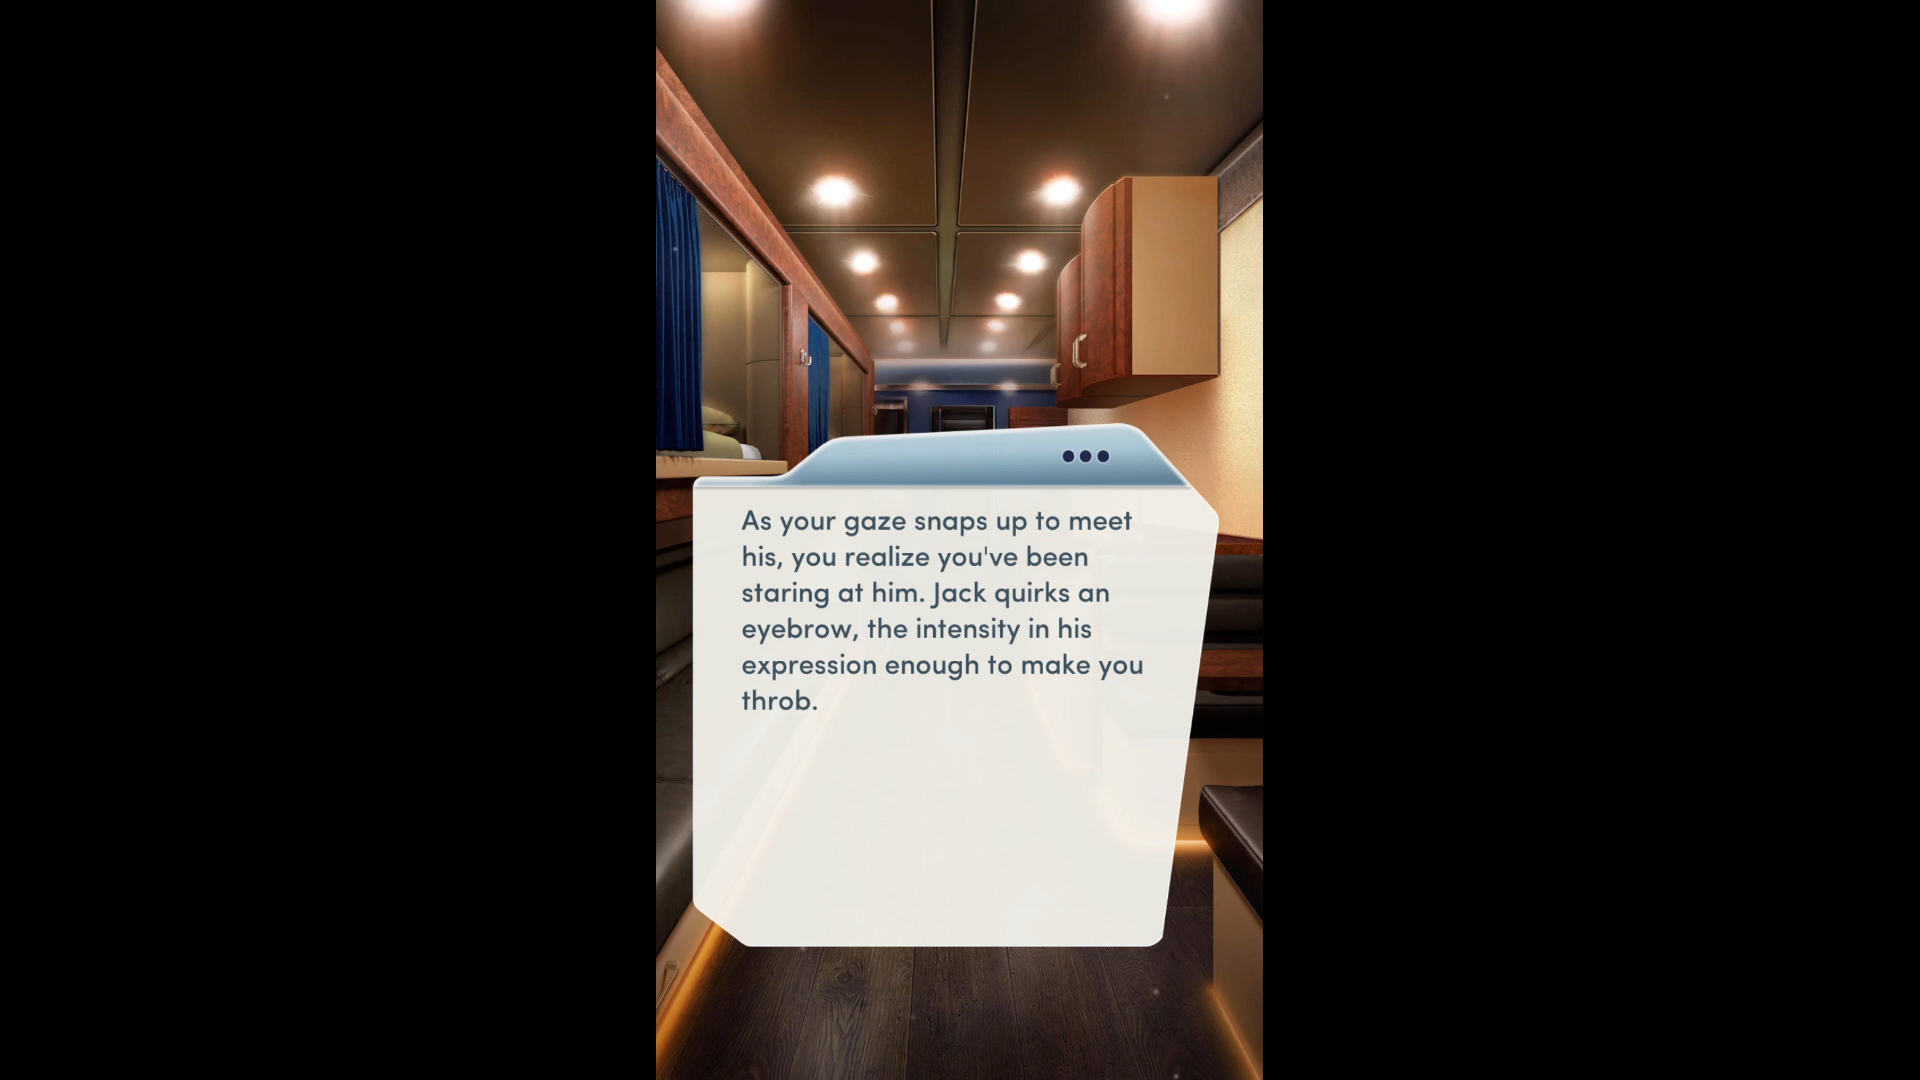 As your gaze snaps up to meet
his, you realize you've been
staring at him. Jack quirks an
eyebrow, the intensity in his
expression enough to make you
throb.